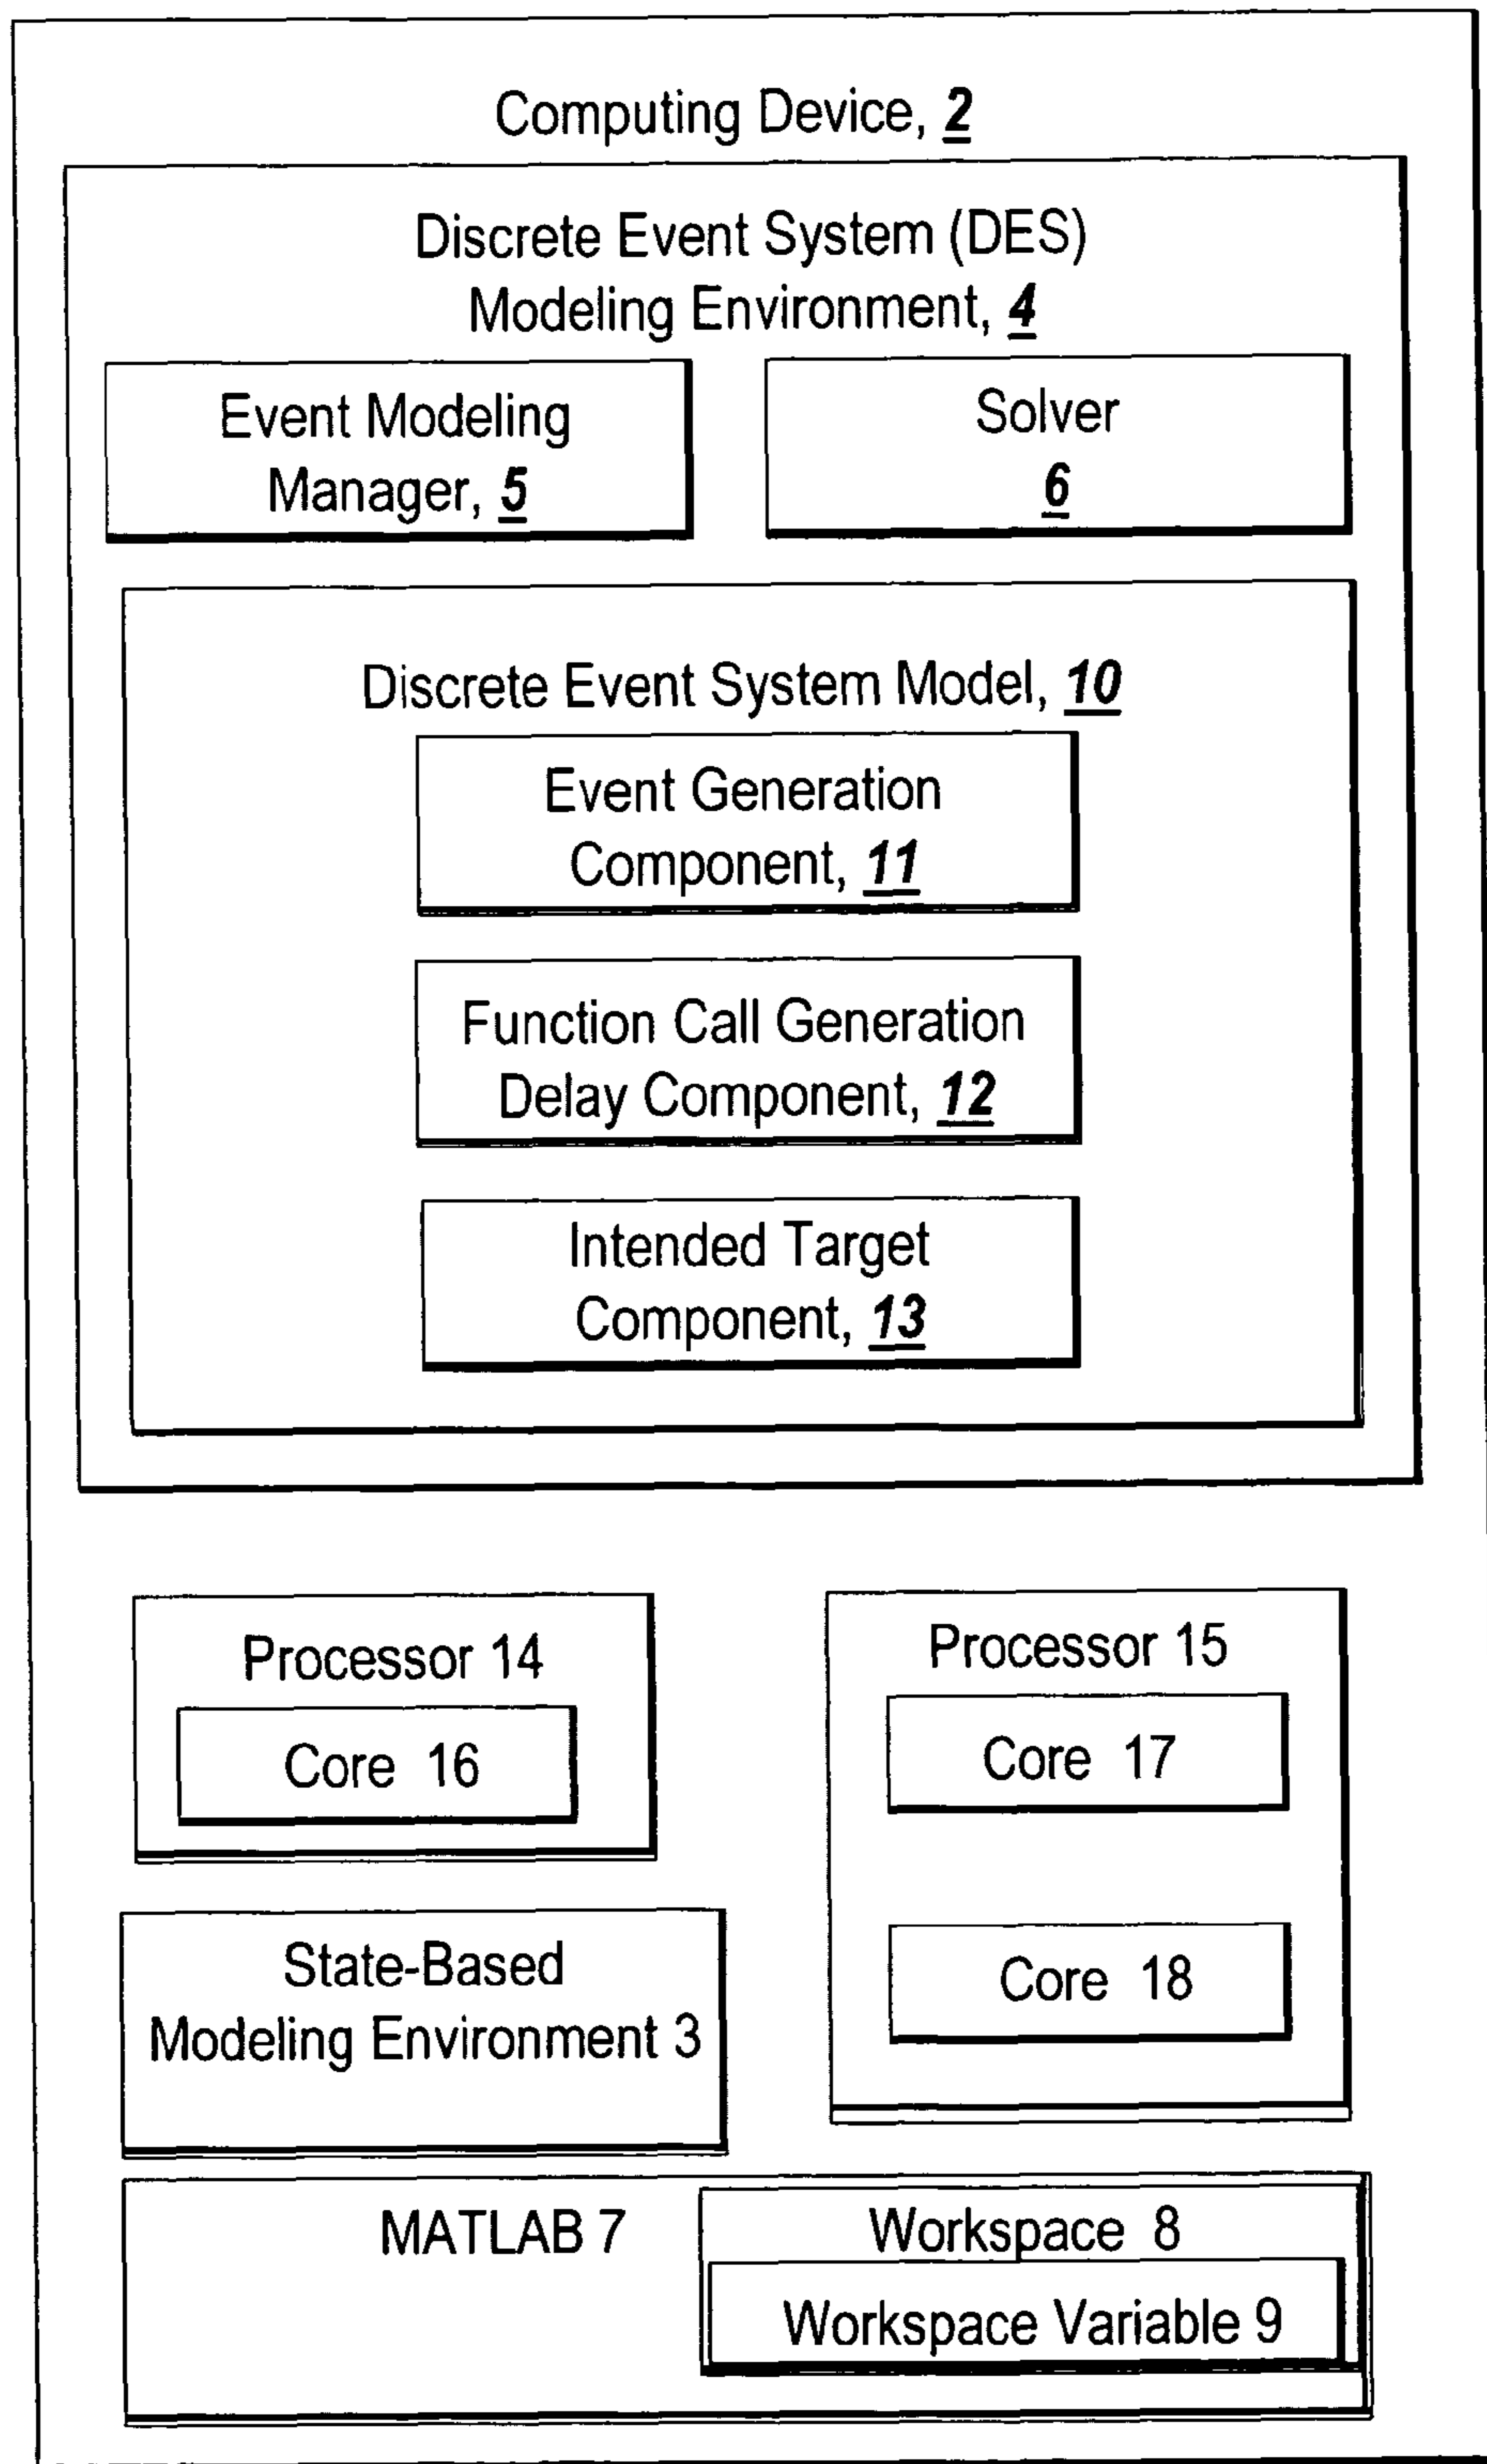 Computing Device, 2
Discrete Event System (DES)
Modeling Environment, 4
Event Modeling
Manager, 5
Solver
6
Discrete Event System Model, 10
Event Generation
Component, 11
Function Call Generation
Delay Component, 12
Intended Target
Component, 13
Processor 14
Core 16
Processor 15
Core 17
Core 18
State-Based
Modeling Environment 3
MATLAB 7
Workspace 8
Workspace Variable 9